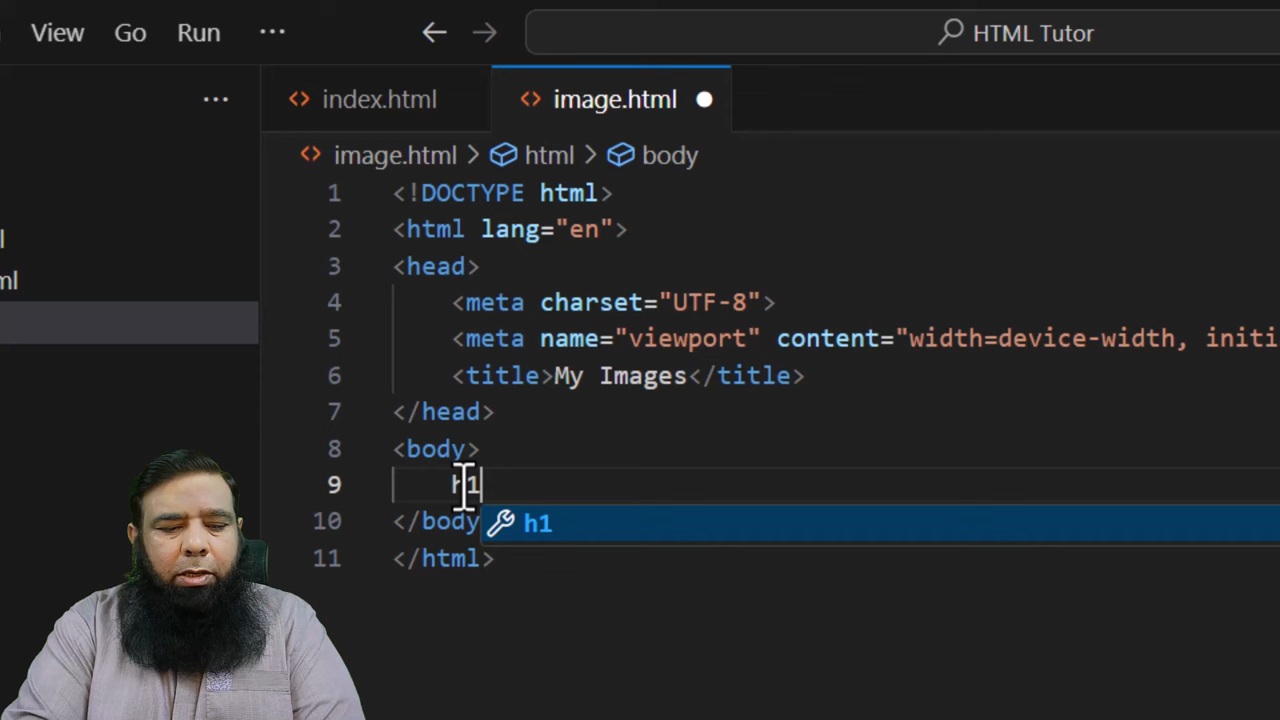 View Go Run ... HTML Tutor
index.html image.html
image.html > html > body
1 <!DOCTYPE html>
2 <html lang="en">
3 <head>
4 <meta charset="UTF-8">
5 <meta name="viewport" content="width=device-width, initi
6 <title>My Images</title>
7 </head>
8 <body>
9 h1
10 </body
h1
11 </html>